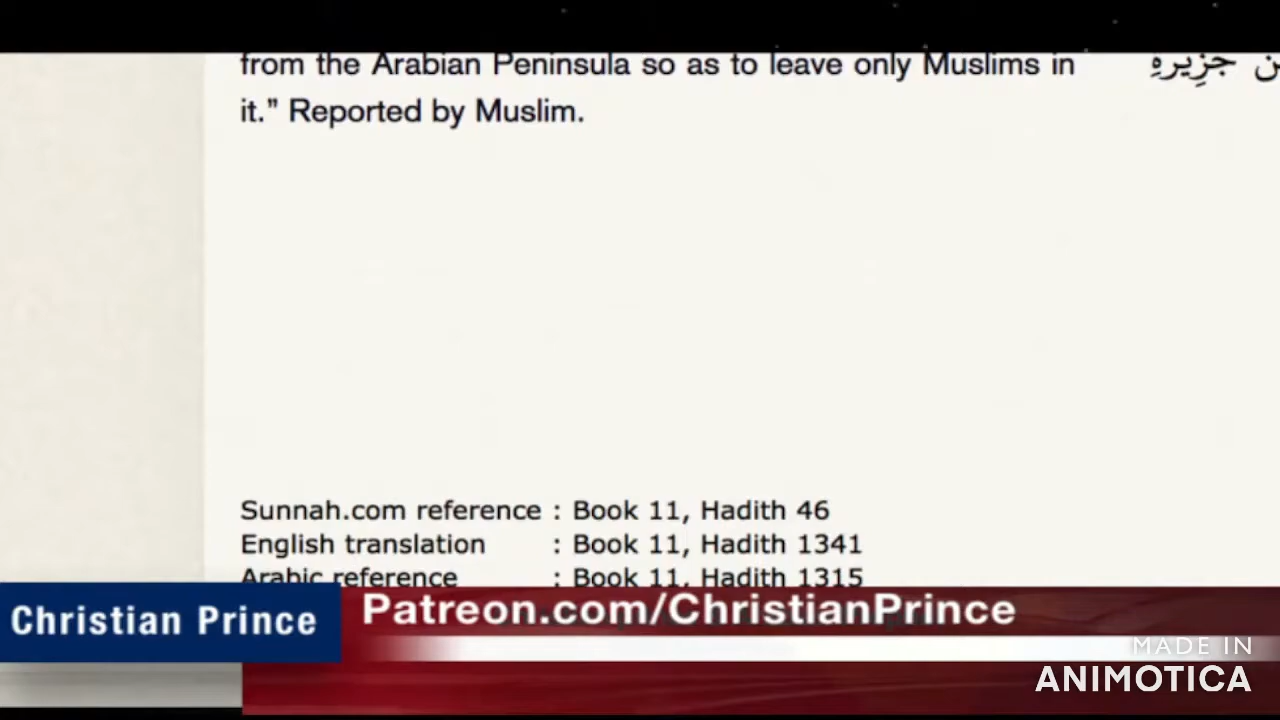 from the Arabian Peninsula so as to leave only Muslims in
ن جزِيرهِ
it." Reported by Muslim.
Sunnah.com reference : Book 11, Hadith 46
English translation : Book 11, Hadith 1341
Arabic reference : Book 11, Hadith 1315
Christian Prince
Patreon.com/ChristianPrince
MADE IN
ANIMOTICA